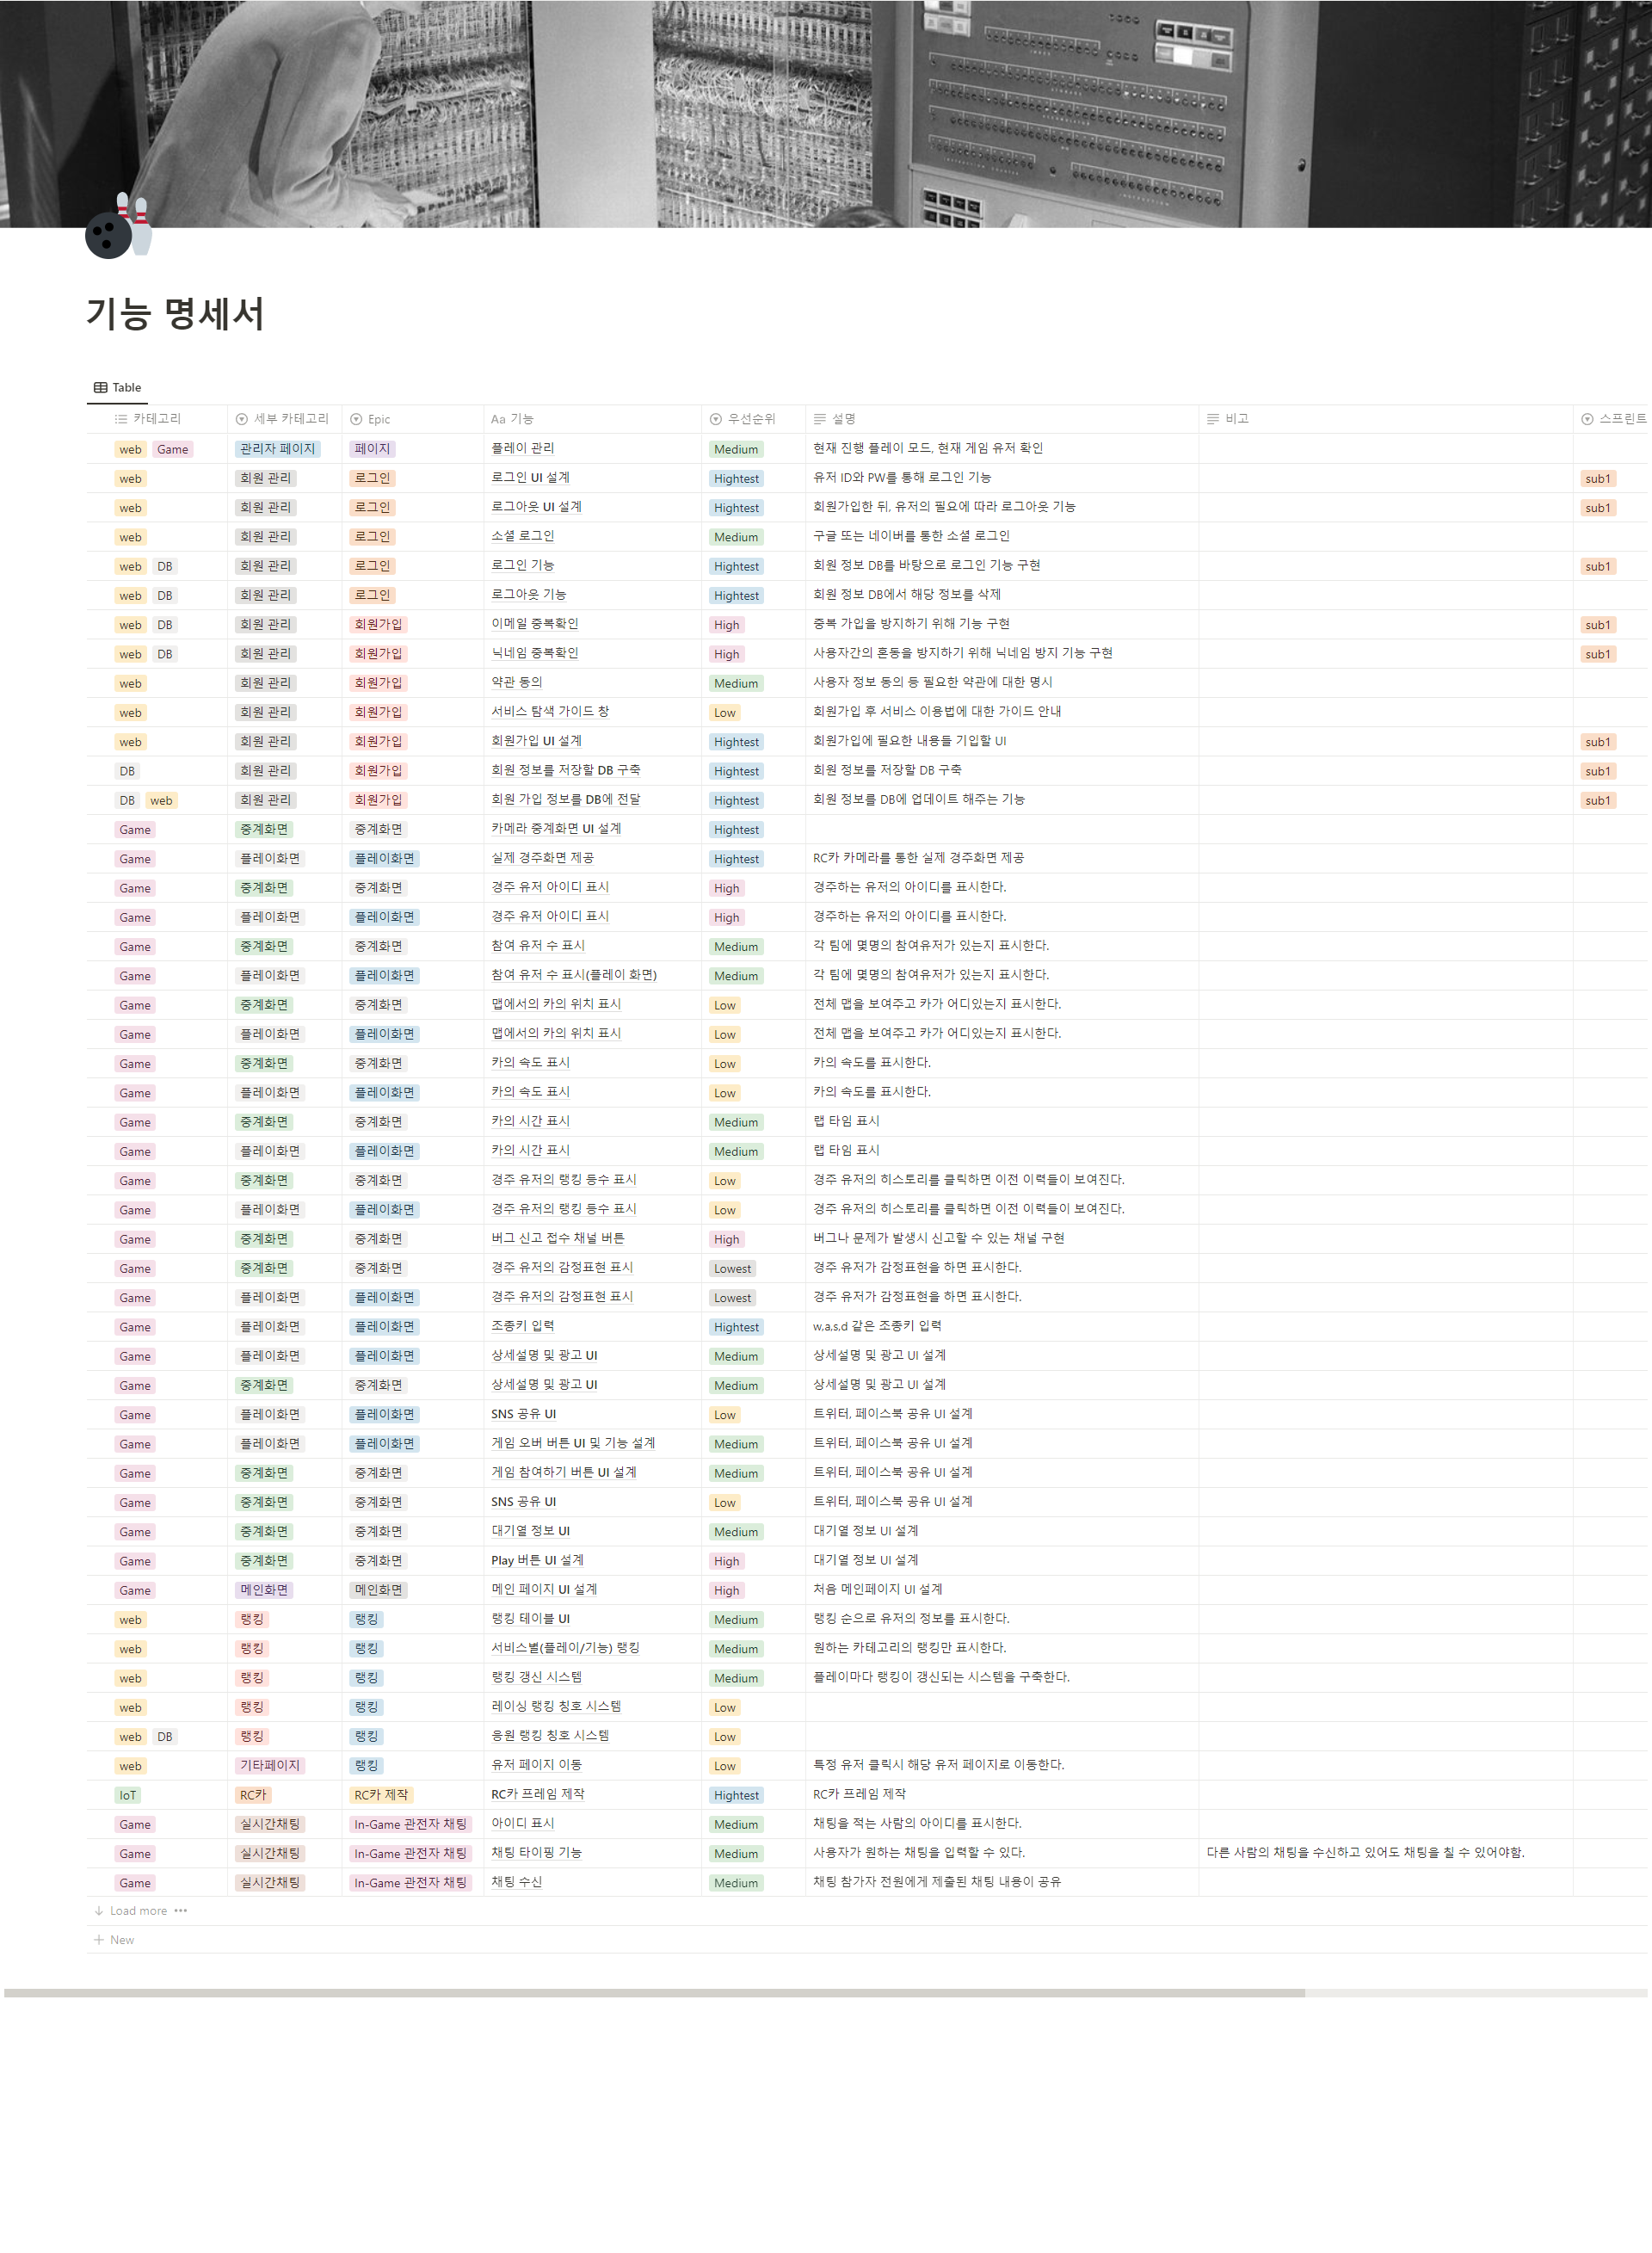 기능 명세서
Table
카테고리 세부 카테고리 Epic Aa 기능 우선순위 설명 비고 스프린트
web Game 관리자 페이지 페이지 플레이 관리 Medium 현재 진행 플레이 모드, 현재 게임 유저 확인
web 회원 관리 로그인 로그인 UI 설계 Hightest 유저 ID와 PW를 통해 로그인 기능 sub1
web 회원 관리 로그인 로그아웃 UI 설계 Hightest 회원가입한 뒤, 유저의 필요에 따라 로그아웃 기능 sub1
web 회원 관리 로그인 소셜 로그인 Medium 구글 또는 네이버를 통한 소셜 로그인
web DB 회원 관리 로그인 로그인 기능 Hightest 회원 정보 DB를 바탕으로 로그인 기능 구현 sub1
web DB 회원 관리 로그인 로그아웃 기능 Hightest 회원 정보 DB에서 해당 정보를 삭제
web DB 회원 관리 회원가입 이메일 중복확인 High 중복 가입을 방지하기 위해 기능 구현 sub1
web DB 회원 관리 회원가입 닉네임 중복확인 High 사용자간의 혼동을 방지하기 위해 닉네임 방지 기능 구현 sub1
web 회원 관리 회원가입 약관 동의 Medium 사용자 정보 동의 등 필요한 약관에 대한 명시
web 회원 관리 회원가입 서비스 탐색 가이드 창 Low 회원가입 후 서비스 이용법에 대한 가이드 안내
web 회원 관리 회원가입 회원가입 UI 설계 Hightest 회원가입에 필요한 내용들 기입할 UI sub1
DB 회원 관리 회원가입 회원 정보를 저장할 DB 구축 Hightest 회원 정보를 저장할 DB 구축 sub1
DB web 회원 관리 회원가입 회원 가입 정보를 DB에 전달 Hightest 회원 정보를 DB에 업데이트 해주는 기능 sub1
Game 중계화면 중계화면 카메라 중계화면 UI 설계 Hightest
Game 플레이화면 플레이화면 실제 경주화면 제공 Hightest RC카 카메라를 통한 실제 경주화면 제공
Game 중계화면 중계화면 경주 유저 아이디 표시 High 경주하는 유저의 아이디를 표시한다.
Game 플레이화면 플레이화면 경주 유저 아이디 표시 High 경주하는 유저의 아이디를 표시한다.
Game 중계화면 중계화면 참여 유저 수 표시 Medium 각 팀에 몇명의 참여유저가 있는지 표시한다.
Game 플레이화면 플레이화면 참여 유저 수 표시(플레이 화면) Medium 각 팀에 몇명의 참여유저가 있는지 표시한다.
Game 중계화면 중계화면 맵에서의 카의 위치 표시 Low 전체 맵을 보여주고 카가 어디있는지 표시한다.
Game 플레이화면 플레이화면 맵에서의 카의 위치 표시 Low 전체 맵을 보여주고 카가 어디있는지 표시한다.
Game 중계화면 중계화면 카의 속도 표시 Low 카의 속도를 표시한다.
Game 플레이화면 플레이화면 카의 속도 표시 Low 카의 속도를 표시한다.
Game 중계화면 중계화면 카의 시간 표시 Medium 랩 타임 표시
Game 플레이화면 플레이화면 카의 시간 표시 Medium 랩 타임 표시
Game 중계화면 중계화면 경주 유저의 랭킹 등수 표시 Low 경주 유저의 히스토리를 클릭하면 이전 이력들이 보여진다.
Game 플레이화면 플레이화면 경주 유저의 랭킹 등수 표시 Low 경주 유저의 히스토리를 클릭하면 이전 이력들이 보여진다.
Game 중계화면 중계화면 버그 신고 접수 채널 버튼 High 버그나 문제가 발생시 신고할 수 있는 채널 구현
Game 중계화면 중계화면 경주 유저의 감정표현 표시 Lowest 경주 유저가 감정표현을 하면 표시한다.
Game 플레이화면 플레이화면 경주 유저의 감정표현 표시 Lowest 경주 유저가 감정표현을 하면 표시한다.
Game 플레이화면 플레이화면 조종키 입력 Hightest w,a,s,d 같은 조종키 입력
Game 플레이화면 플레이화면 상세설명 및 광고 UI Medium 상세설명 및 광고 UI 설계
Game 중계화면 중계화면 상세설명 및 광고 UI Medium 상세설명 및 광고 UI 설계
Game 플레이화면 플레이화면 SNS 공유 UI Low 트위터, 페이스북 공유 UI 설계
Game 플레이화면 플레이화면 게임 오버 버튼 UI 및 기능 설계 Medium 트위터, 페이스북 공유 UI 설계
Game 중계화면 중계화면 게임 참여하기 버튼 UI 설계 Medium 트위터, 페이스북 공유 UI 설계
Game 중계화면 중계화면 SNS 공유 UI Low 트위터, 페이스북 공유 UI 설계
Game 중계화면 중계화면 대기열 정보 UI Medium 대기열 정보 UI 설계
Game 중계화면 중계화면 Play 버튼 UI 설계 High 대기열 정보 UI 설계
Game 메인화면 메인화면 메인 페이지 UI 설계 High 처음 메인페이지 UI 설계
web 랭킹 랭킹 랭킹 테이블 UI Medium 랭킹 순으로 유저의 정보를 표시한다.
web 랭킹 랭킹 서비스별(플레이/기능) 랭킹 Medium 원하는 카테고리의 랭킹만 표시한다.
web 랭킹 랭킹 랭킹 갱신 시스템 Medium 플레이마다 랭킹이 갱신되는 시스템을 구축한다.
web 랭킹 랭킹 레이싱 랭킹 칭호 시스템 Low
web DB 랭킹 랭킹 응원 랭킹 칭호 시스템 Low
web 기타페이지 랭킹 유저 페이지 이동 Low 특정 유저 클릭시 해당 유저 페이지로 이동한다.
IoT RC카 RC카 제작 RC카 프레임 제작 Hightest RC카 프레임 제작
Game 실시간채팅 In-Game 관전자 채팅 아이디 표시 Medium 채팅을 적는 사람의 아이디를 표시한다.
Game 실시간채팅 In-Game 관전자 채팅 채팅 타이핑 기능 Medium 사용자가 원하는 채팅을 입력할 수 있다. 다른 사람의 채팅을 수신하고 있어도 채팅을 칠 수 있어야함.
Game 실시간채팅 In-Game 관전자 채팅 채팅 수신 Medium 채팅 참가자 전원에게 제출된 채팅 내용이 공유
Load more •••
New